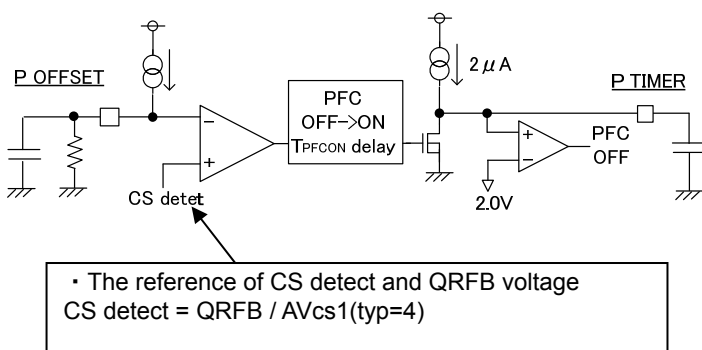 P OFFSET
2μA
P TIMER
PFC
OFF->ON
TPFCON delay
−
+
CS detet
+
−
2.0V
PFC
OFF
・The reference of CS detect and QRFB voltage
CS detect = QRFB / AVcs1(typ=4)